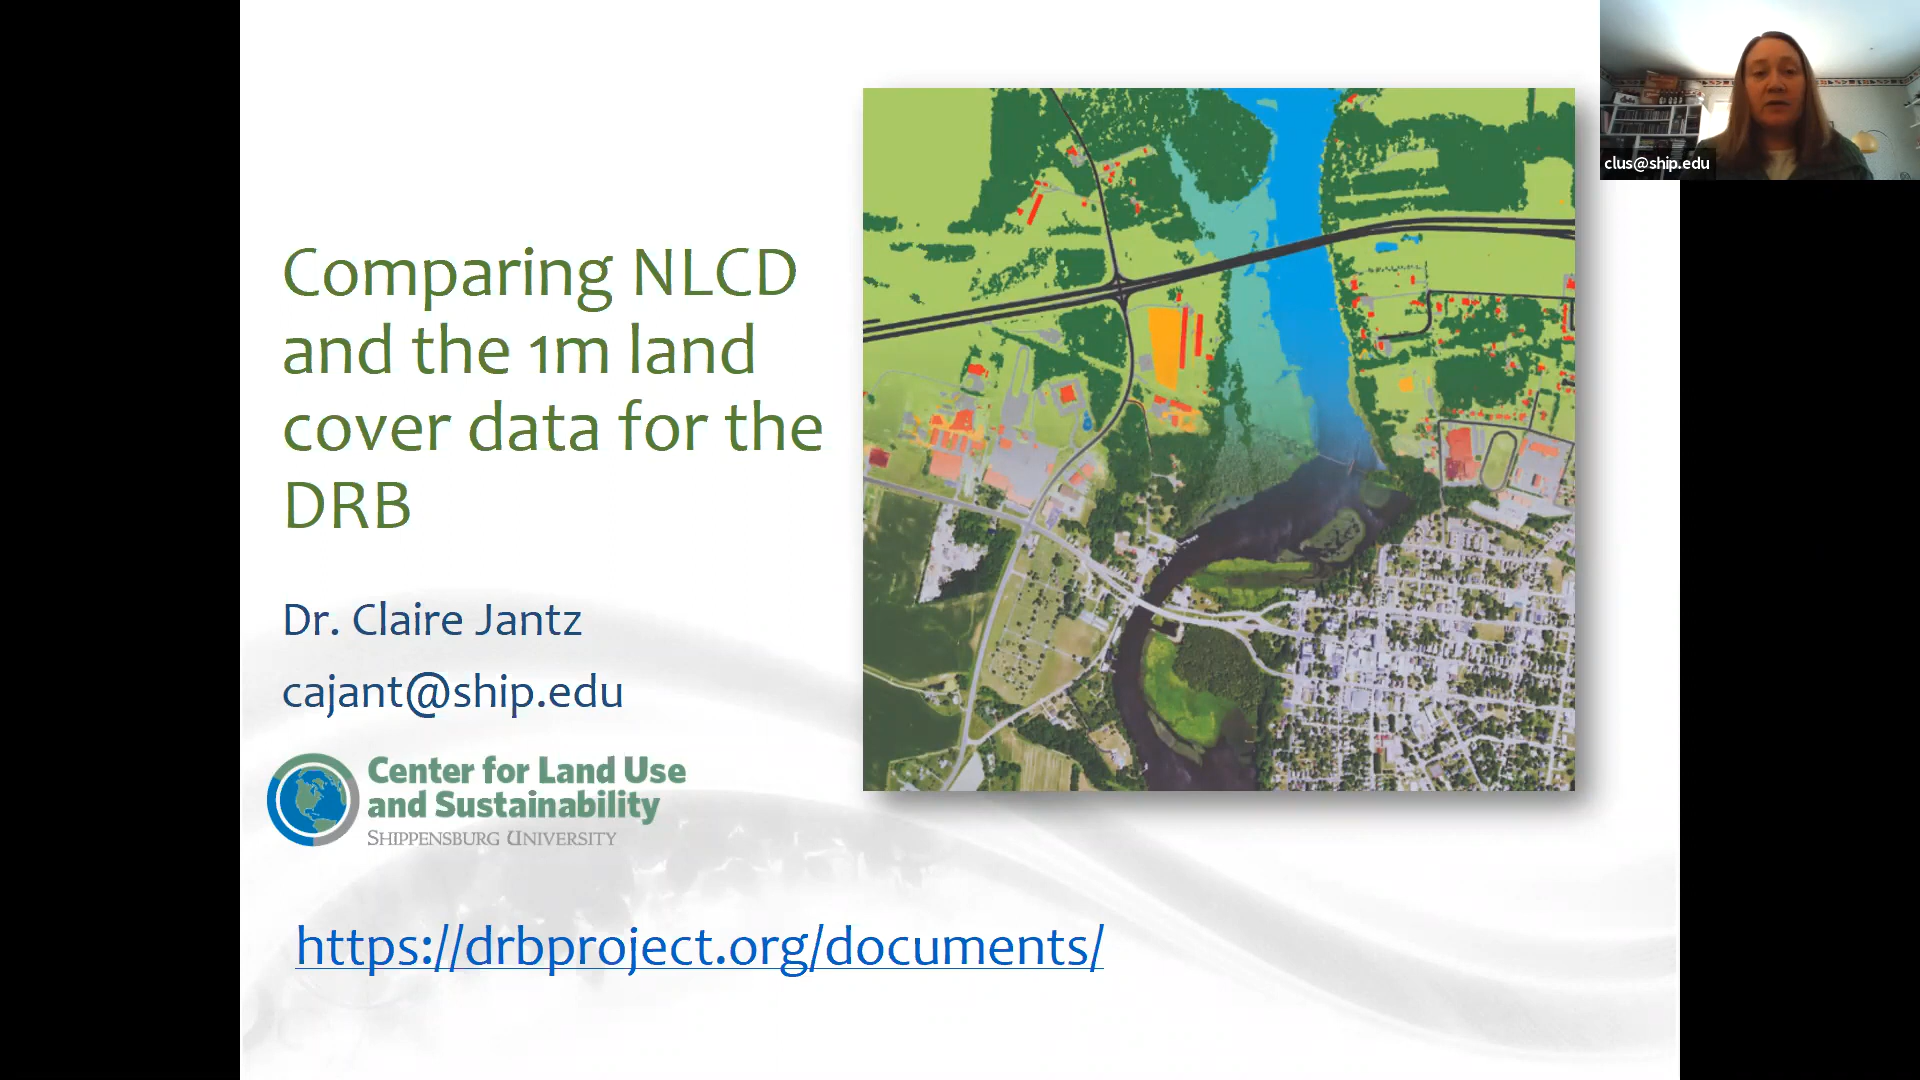 Comparing NLCD
and the 1m land
cover data for the
DRB
Dr. Claire Jantz
cajant@ship.edu
Center for Land Use
and Sustainability
SHIPPENSBURG UNIVERSITY
https://drbproject.org/documents/
clus@ship.edu